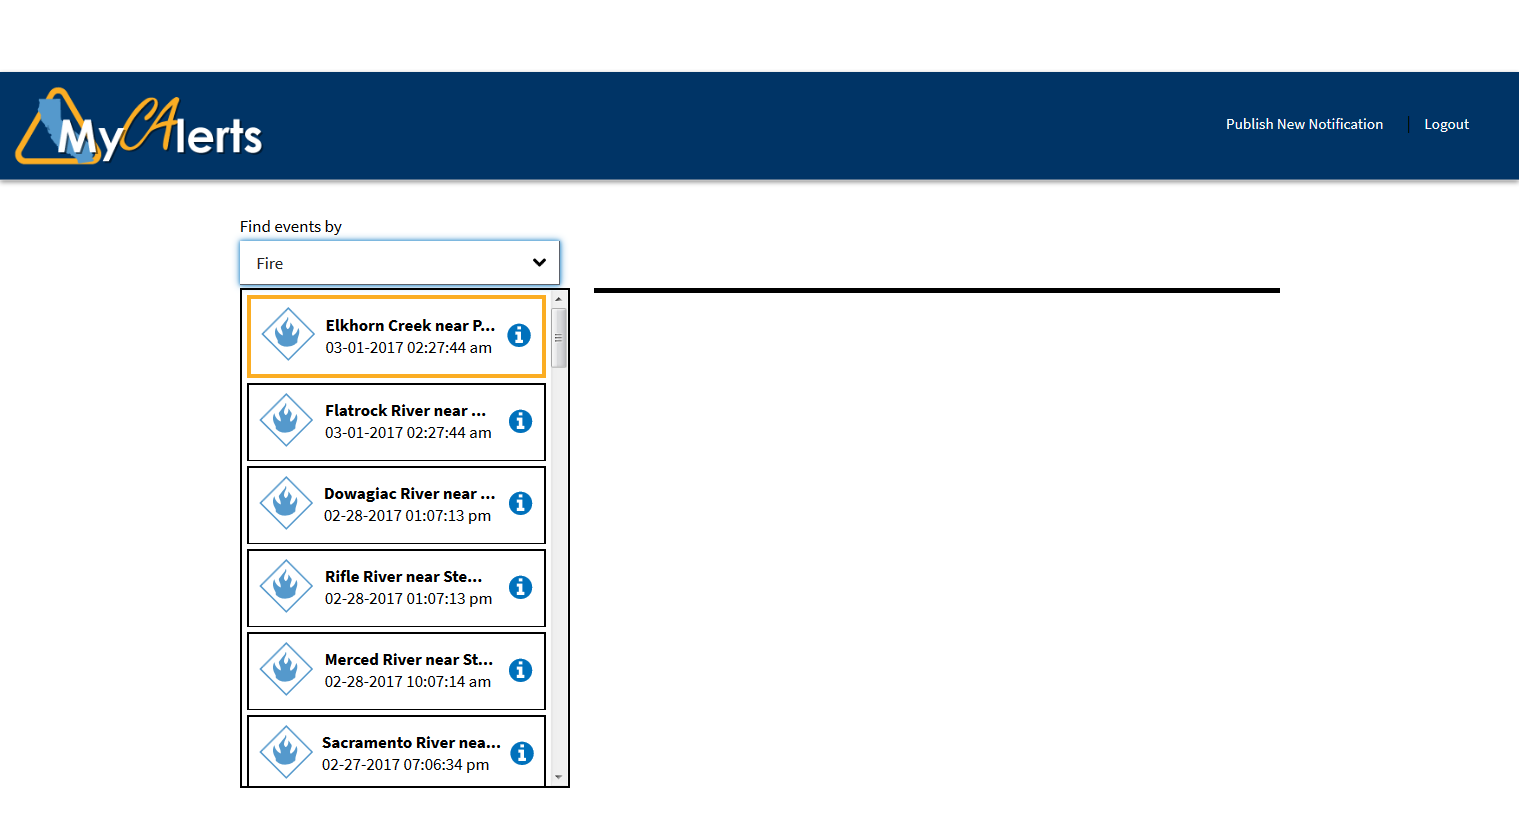 MyCAlerts
Publish New Notification
Logout
Find events by
Fire
Elkhorn Creek near P...
03-01-2017 02:27:44 am
Flatrock River near ...
03-01-2017 02:27:44 am
Dowagiac River near ...
02-28-2017 01:07:13 pm
Rifle River near Ste...
02-28-2017 01:07:13 pm
Merced River near St...
02-28-2017 10:07:14 am
Sacramento River nea...
02-27-2017 07:06:34 pm